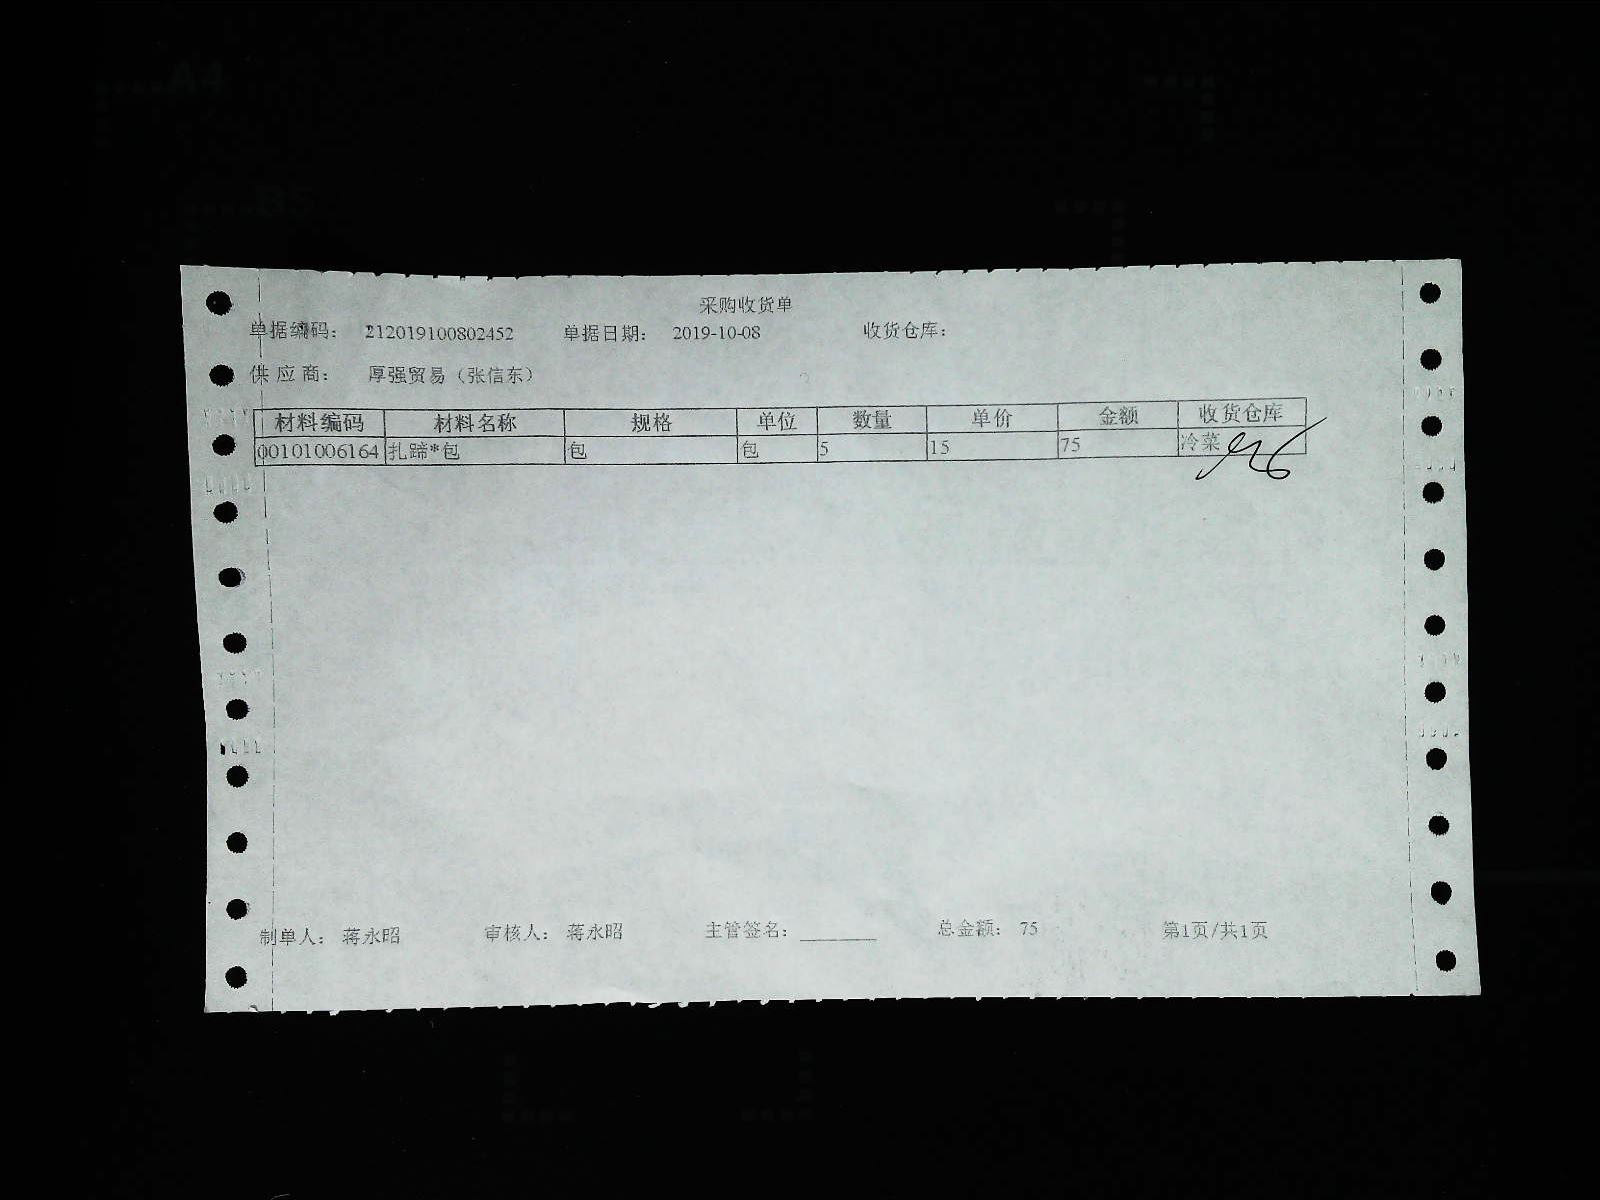 采购收货单
单据编码： 212019100802452 单据日期： 2019-10-08 收货仓库：
供 应 商： 厚强贸易（张信东）
材料编码 材料名称 规格 单位 数量 单价 金额 收货仓库
00101006164 扎蹄*包 包 包 5 15 75 冷菜
制单人： 蒋永昭 审核人： 蒋永昭 主管签名： 总金额： 75 第1页/共1页